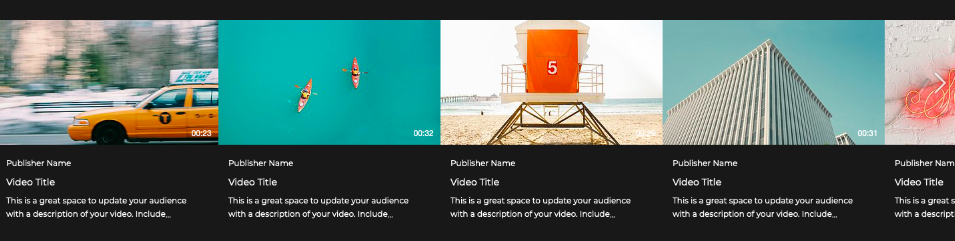 5
00:23
00:32
00:31
Publisher Name
Video Title
This is a great space to update your audience
with a description of your video. Include...
Publisher Name
Video Title
This is a great space to update your audience
with a description of your video. Include...
Publisher Name
Video Title
This is a great space to update your audience
with a description of your video. Include...
Publisher Name
Video Title
This is a great space to update your audience
with a description of your video. Include...
Publisher Nam
Video Title
This is a great s
with a descript